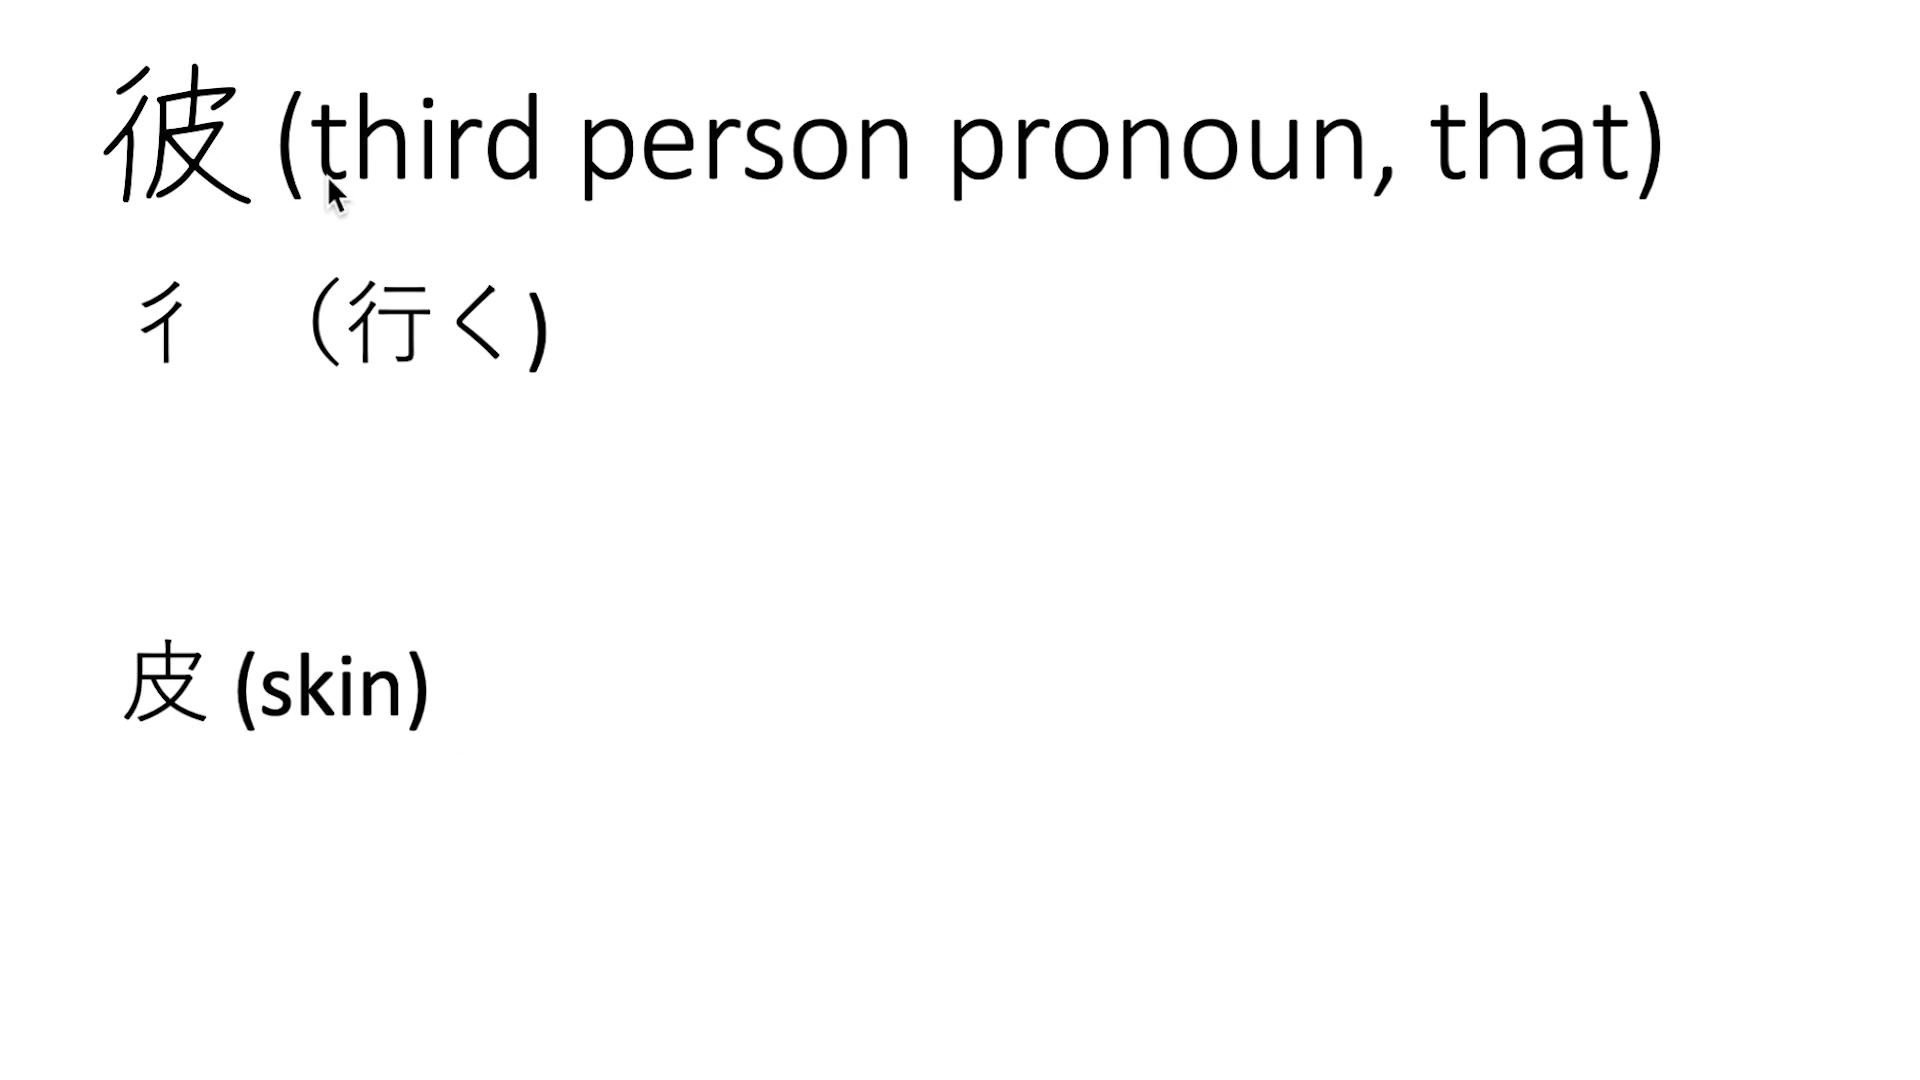 彼 (third person pronoun, that)
彳 （行く)
皮 (skin)